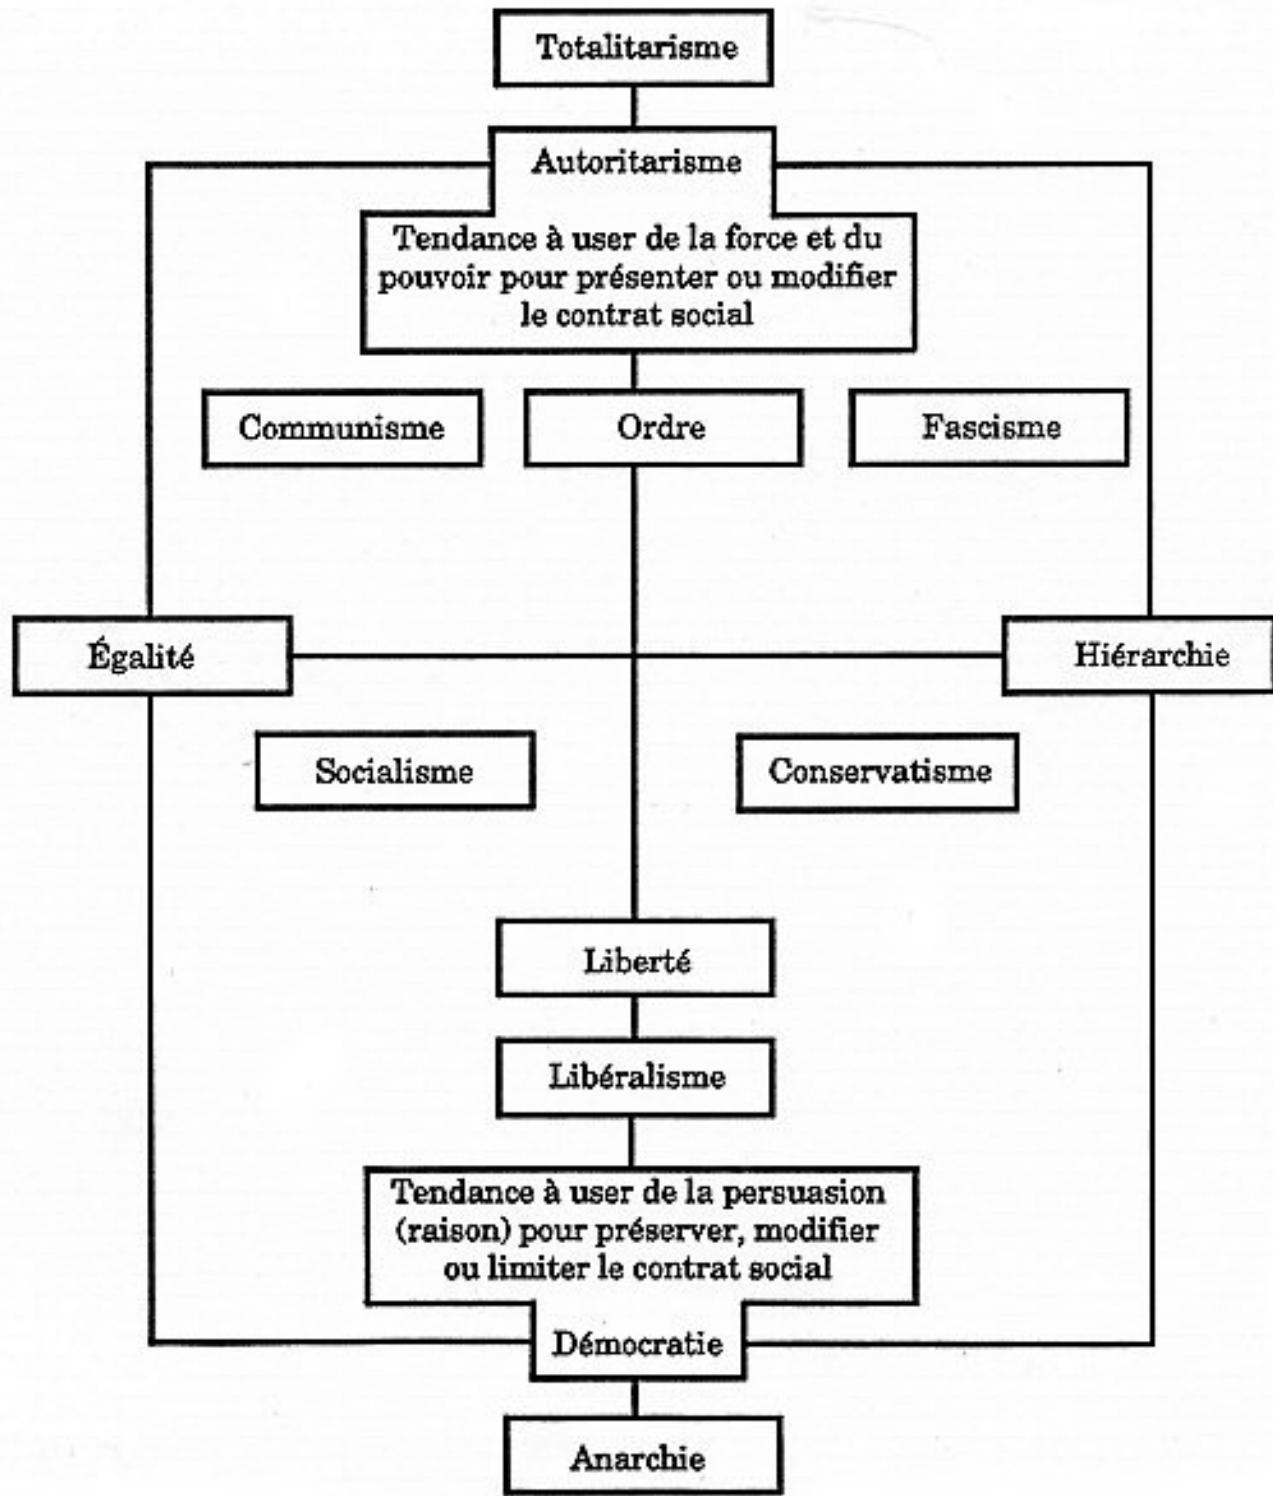 Totalitarisme
Autoritarisme
Tendance à user de la force et du
pouvoir pour présenter ou modifier
le contrat social
Communisme
Ordre
Fascisme
Égalité
Hiérarchie
Socialisme
Conservatisme
Liberté
Libéralisme
Tendance à user de la persuasion
(raison) pour préserver, modifier
ou limiter le contrat social
Démocratie
Anarchie